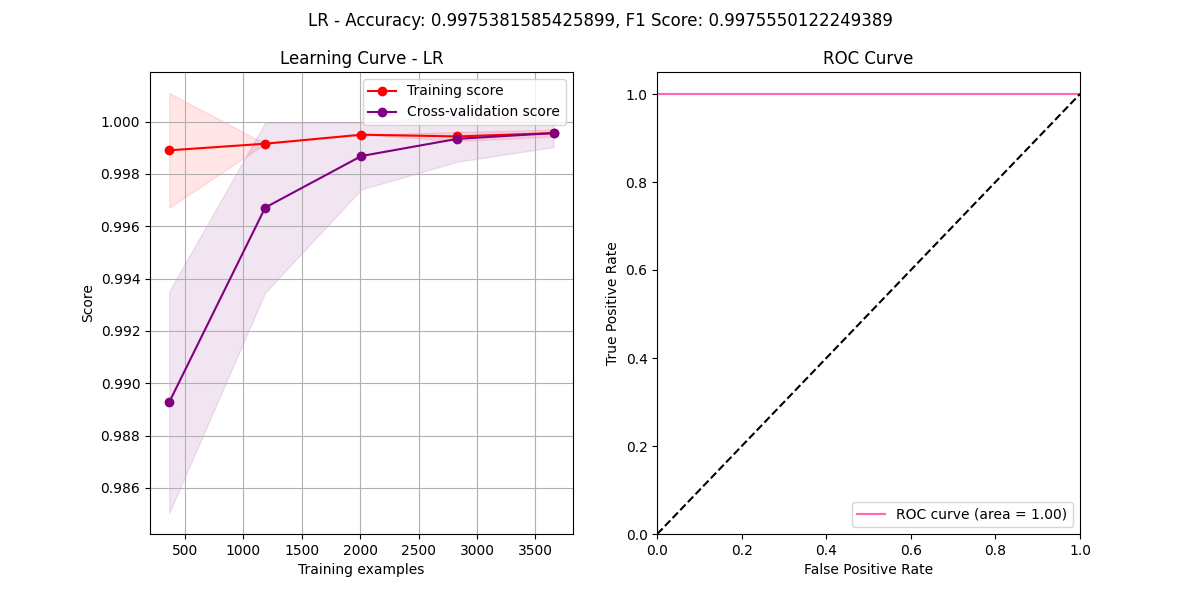 LR - Accuracy: 0.9975381585425899, F1 Score: 0.9975550122249389
Learning Curve - LR
Training score
Cross-validation score
1.000
0.998
0.996
0.994
0.992
0.990
0.988
0.986
Score
500 1000 1500 2000 2500 3000 3500
Training examples
ROC Curve
1.0
0.8
0.6
0.4
0.2
0.0
True Positive Rate
ROC curve (area = 1.00)
0.0 0.2 0.4 0.6 0.8 1.0
False Positive Rate